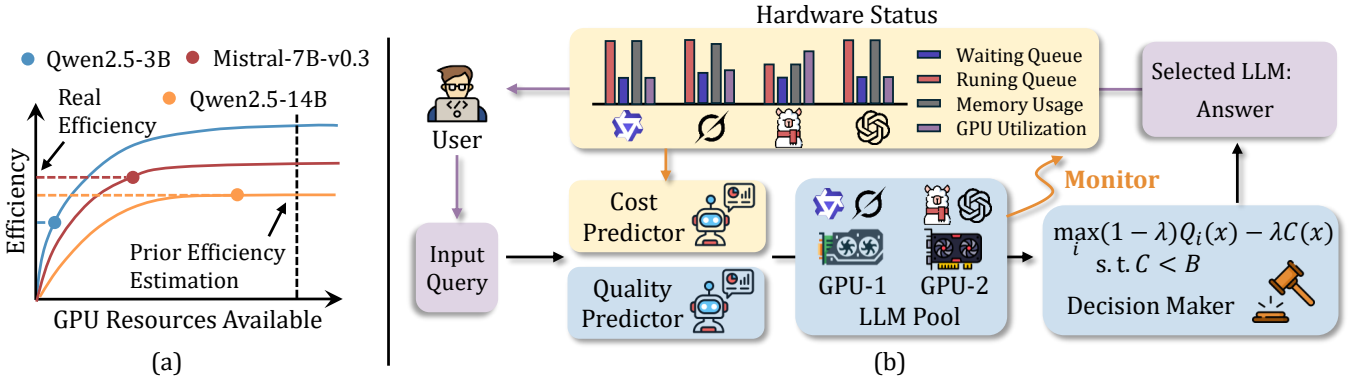 Qwen2.5-3B
Mistral-7B-v0.3
Qwen2.5-14B
Real
Efficiency
Efficiency
Prior Efficiency
Estimation
GPU Resources Available
(a)
Hardware Status
Waiting Queue
Runing Queue
Memory Usage
GPU Utilization
User
Input
Query
Cost
Predictor
Quality
Predictor
GPU-1
GPU-2
LLM Pool
Monitor
max(1 − λ)Q_i(x) − λC(x)
i
s. t. C < B
Decision Maker
Selected LLM:
Answer
(b)